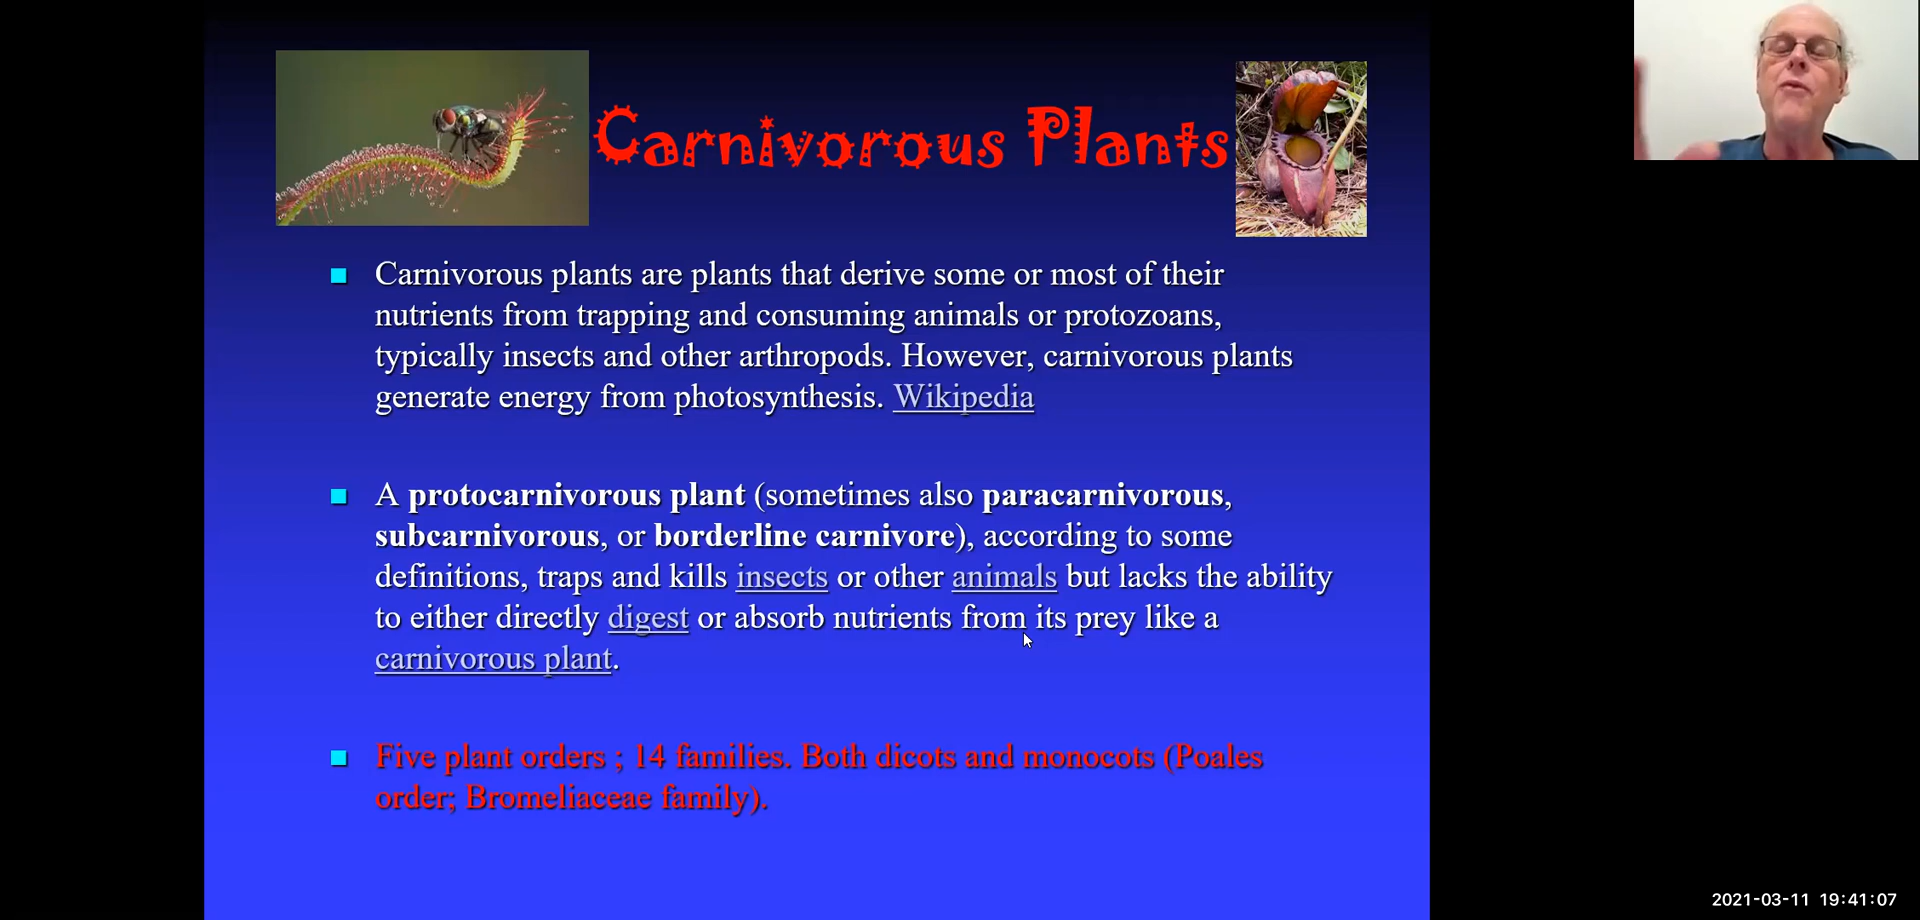 Carnivorous Plants
Carnivorous plants are plants that derive some or most of their
nutrients from trapping and consuming animals or protozoans,
typically insects and other arthropods. However, carnivorous plants
generate energy from photosynthesis. Wikipedia
A protocarnivorous plant (sometimes also paracarnivorous,
subcarnivorous, or borderline carnivore), according to some
definitions, traps and kills insects or other animals but lacks the ability
to either directly digest or absorb nutrients from its prey like a
carnivorous plant.
Five plant orders ; 14 families. Both dicots and monocots (Poales
order; Bromeliaceae family).
2021-03-11 19:41:07